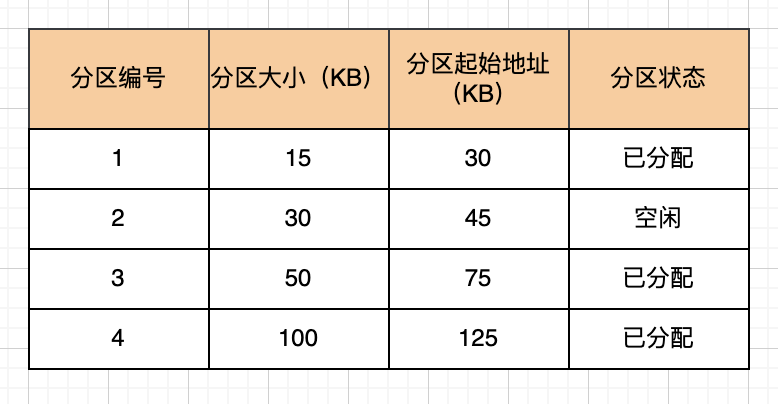 分区编号 分区大小（KB） 分区起始地址（KB） 分区状态
1 15 30 已分配
2 30 45 空闲
3 50 75 已分配
4 100 125 已分配